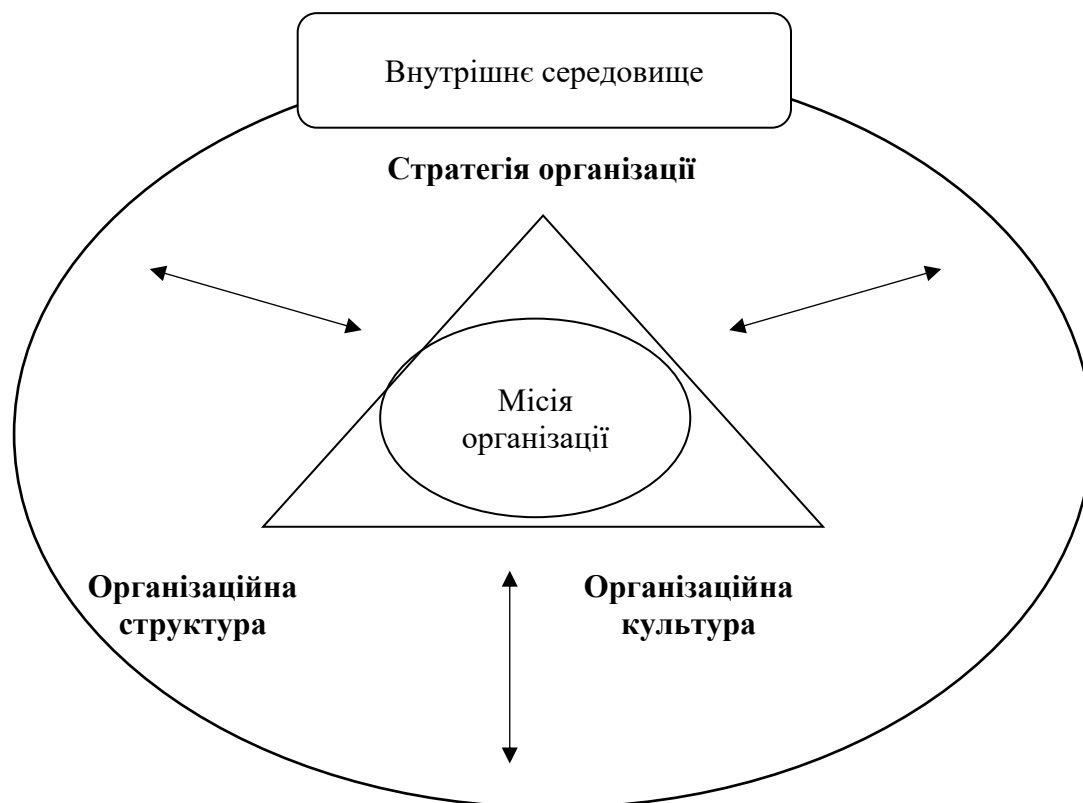 Внутрішнє середовище
Стратегія організації
Місія
організації
Організаційна
структура
Організаційна
культура